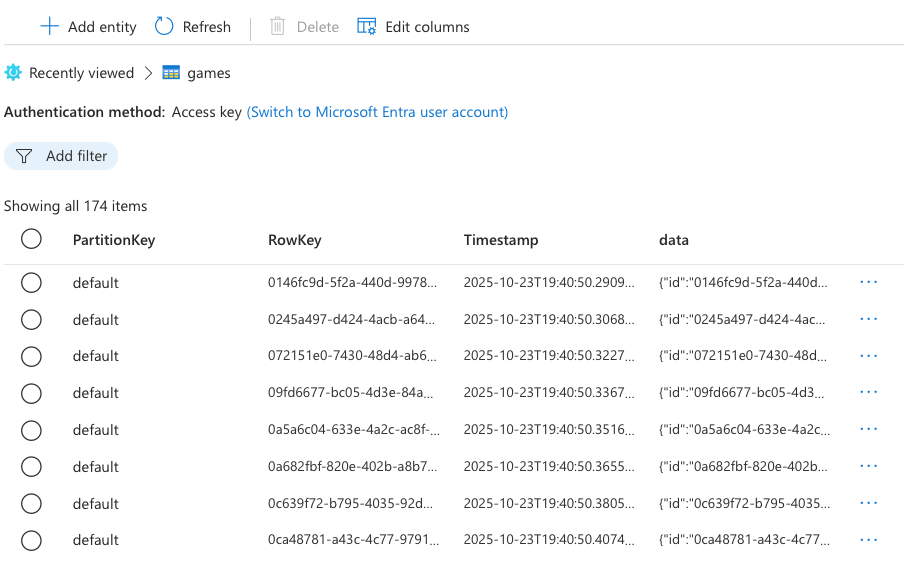 Add entity Refresh Delete Edit columns
Recently viewed > games
Authentication method: Access key (Switch to Microsoft Entra user account)
Add filter
Showing all 174 items
PartitionKey RowKey Timestamp data
default 0146fc9d-5f2a-440d-9978... 2025-10-23T19:40:50.2909... {"id":"0146fc9d-5f2a-440d... ...
default 0245a497-d424-4acb-a64... 2025-10-23T19:40:50.3068... {"id":"0245a497-d424-4ac... ...
default 072151e0-7430-48d4-ab6... 2025-10-23T19:40:50.3227... {"id":"072151e0-7430-48d... ...
default 09fd6677-bc05-4d3e-84a... 2025-10-23T19:40:50.3367... {"id":"09fd6677-bc05-4d3... ...
default 0a5a6c04-633e-4a2c-ac8f-... 2025-10-23T19:40:50.3516... {"id":"0a5a6c04-633e-4a2c... ...
default 0a682fbf-820e-402b-a8b7... 2025-10-23T19:40:50.3655... {"id":"0a682fbf-820e-402b... ...
default 0c639f72-b795-4035-92d... 2025-10-23T19:40:50.3805... {"id":"0c639f72-b795-4035... ...
default 0ca48781-a43c-4c77-9791... 2025-10-23T19:40:50.4074... {"id":"0ca48781-a43c-4c77... ...